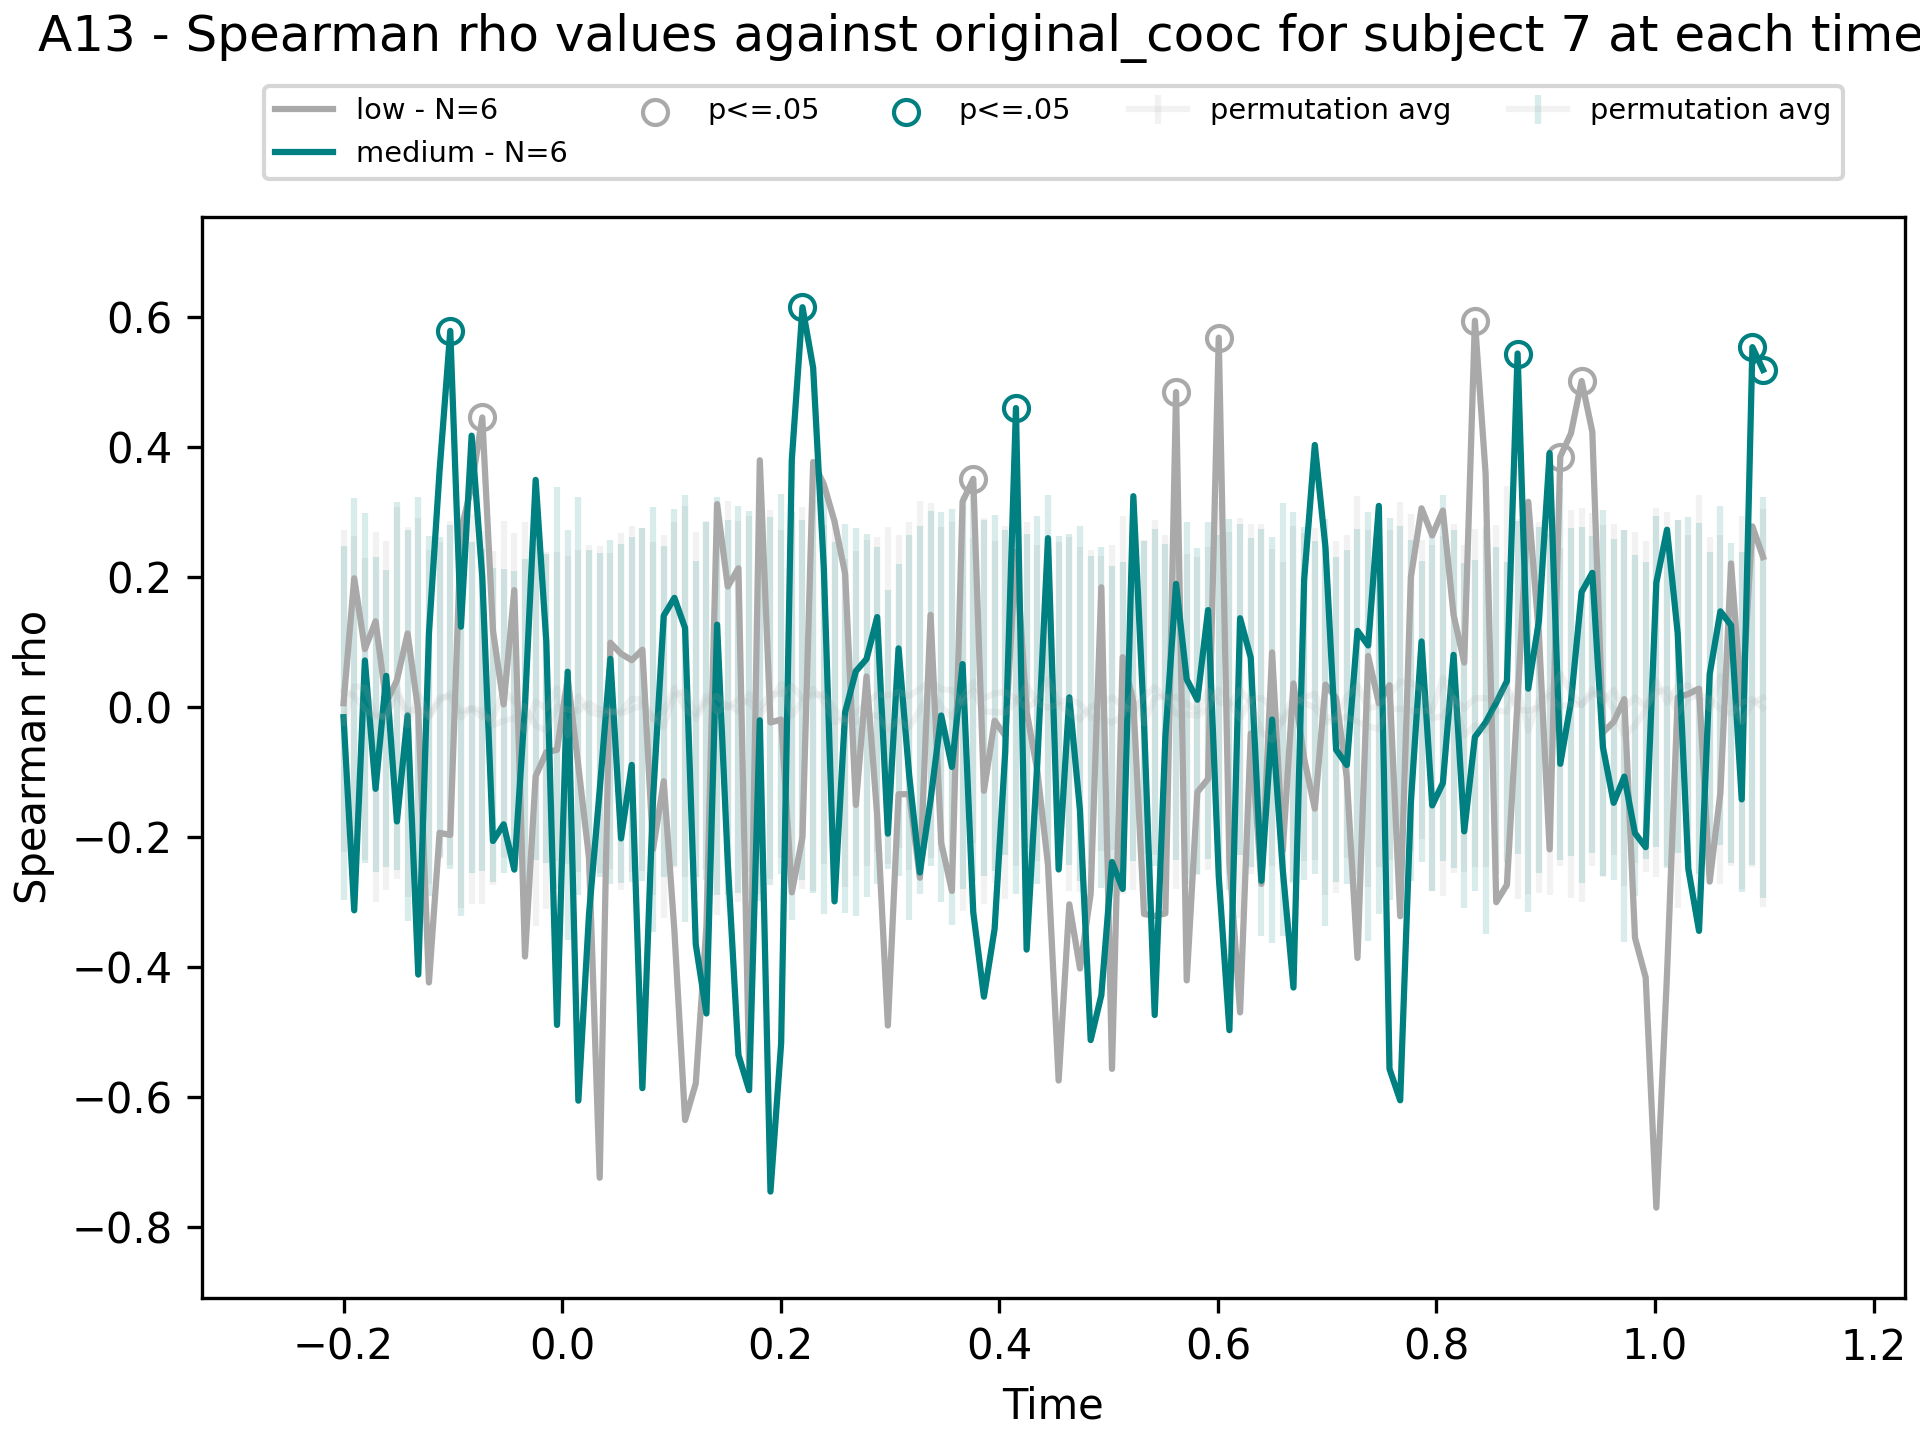 A13 - Spearman rho values against original_cooc for subject 7 at each time
low - N=6
medium - N=6
p<=.05
p<=.05
permutation avg
permutation avg
Spearman rho
0.6
0.4
0.2
0.0
−0.2
−0.4
−0.6
−0.8
−0.2 0.0 0.2 0.4 0.6 0.8 1.0 1.2
Time